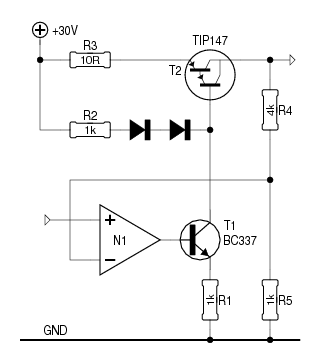 +30V
TIP147
R3
10R
T2
R2
1k
4k
R4
+
N1
−
T1
BC337
1k
R1
1k
R5
GND